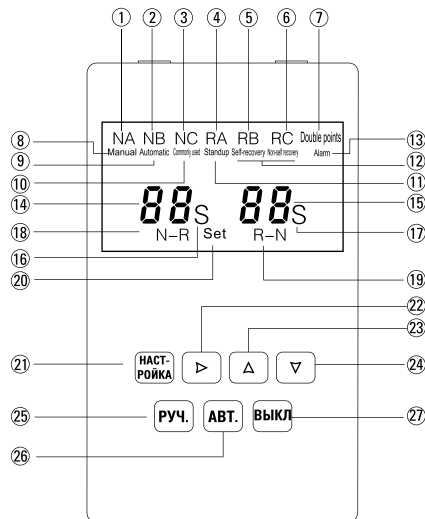 ① ② ③ ④ ⑤ ⑥ ⑦
NA NB NC RA RB RC Double points
⑧ Manual Automatic Commonly used Standup Self-recovery Non-self recovery Alarm ⑬
⑨ ⑫
⑩ ⑪
⑭ 88S 88S ⑮
⑱ N–R Set R–N ⑰
⑯
⑳ ⑲
㉒
㉓
㉑ НАСТ-
РОЙКА ▷ △ ▽ ㉔
㉕ РУЧ. АВТ. ВЫКЛ ㉗
㉖